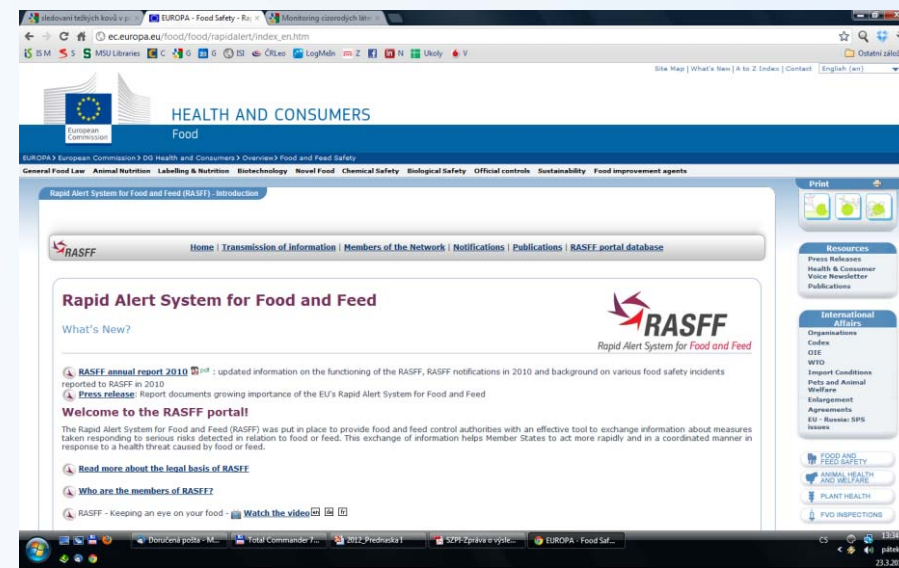 sledovani tezkých kovů v p
EUROPA - Food Safety - Ra
Monitoring cizorodých láte
ec.europa.eu/food/food/rapidalert/index_en.htm
IS M S S MSU Libraries C G G ISI ČRLeo LogMeIn Z N Ukoly V Ostatní zálož
Site Map | What's New | A to Z Index | Contact English (en)
European
Commission
HEALTH AND CONSUMERS
Food
EUROPA > European Commission > DG Health and Consumers > Overview > Food and Feed Safety
General Food Law Animal Nutrition Labelling & Nutrition Biotechnology Novel Food Chemical Safety Biological Safety Official controls Sustainability Food improvement agents
Rapid Alert System for Food and Feed (RASFF) - Introduction
RASFF
Home | Transmission of information | Members of the Network | Notifications | Publications | RASFF portal database
Rapid Alert System for Food and Feed
What's New?
RASFF
Rapid Alert System for Food and Feed
RASFF annual report 2010 pdf : updated information on the functioning of the RASFF, RASFF notifications in 2010 and background on various food safety incidents
reported to RASFF in 2010
Press release: Report documents growing importance of the EU's Rapid Alert System for Food and Feed
Welcome to the RASFF portal!
The Rapid Alert System for Food and Feed (RASFF) was put in place to provide food and feed control authorities with an effective tool to exchange information about measures
taken responding to serious risks detected in relation to food or feed. This exchange of information helps Member States to act more rapidly and in a coordinated manner in
response to a health threat caused by food or feed.
Read more about the legal basis of RASFF
Who are the members of RASFF?
RASFF - Keeping an eye on your food - Watch the video en de fr
Print
Resources
Press Releases
Health & Consumer
Voice Newsletter
Publications
International
Affairs
Organisations
Codex
OIE
WTO
Import Conditions
Pets and Animal
Welfare
Enlargement
Agreements
EU - Russia: SPS
issues
FOOD AND
FEED SAFETY
ANIMAL HEALTH
AND WELFARE
PLANT HEALTH
FVO INSPECTIONS
Doručená pošta - M...
Total Commander 7...
2012_Prednaska1
SZPI-Zpráva o výsle...
EUROPA - Food Saf...
CS
13:34
pátek
23.3.20